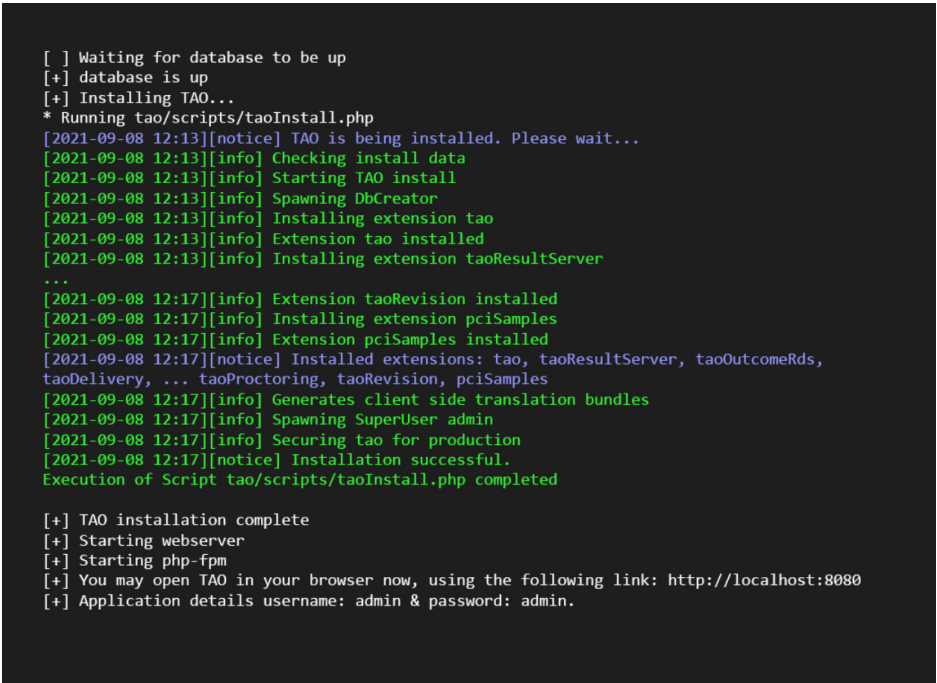 [ ] Waiting for database to be up
[+] database is up
[+] Installing TAO...
* Running tao/scripts/taoInstall.php
[2021-09-08 12:13][notice] TAO is being installed. Please wait...
[2021-09-08 12:13][info] Checking install data
[2021-09-08 12:13][info] Starting TAO install
[2021-09-08 12:13][info] Spawning DbCreator
[2021-09-08 12:13][info] Installing extension tao
[2021-09-08 12:13][info] Extension tao installed
[2021-09-08 12:13][info] Installing extension taoResultServer
...
[2021-09-08 12:17][info] Extension taoRevision installed
[2021-09-08 12:17][info] Installing extension pciSamples
[2021-09-08 12:17][info] Extension pciSamples installed
[2021-09-08 12:17][notice] Installed extensions: tao, taoResultServer, taoOutcomeRds,
taoDelivery, ... taoProctoring, taoRevision, pciSamples
[2021-09-08 12:17][info] Generates client side translation bundles
[2021-09-08 12:17][info] Spawning SuperUser admin
[2021-09-08 12:17][info] Securing tao for production
[2021-09-08 12:17][notice] Installation successful.
Execution of Script tao/scripts/taoInstall.php completed
[+] TAO installation complete
[+] Starting webserver
[+] Starting php-fpm
[+] You may open TAO in your browser now, using the following link: http://localhost:8080
[+] Application details username: admin & password: admin.